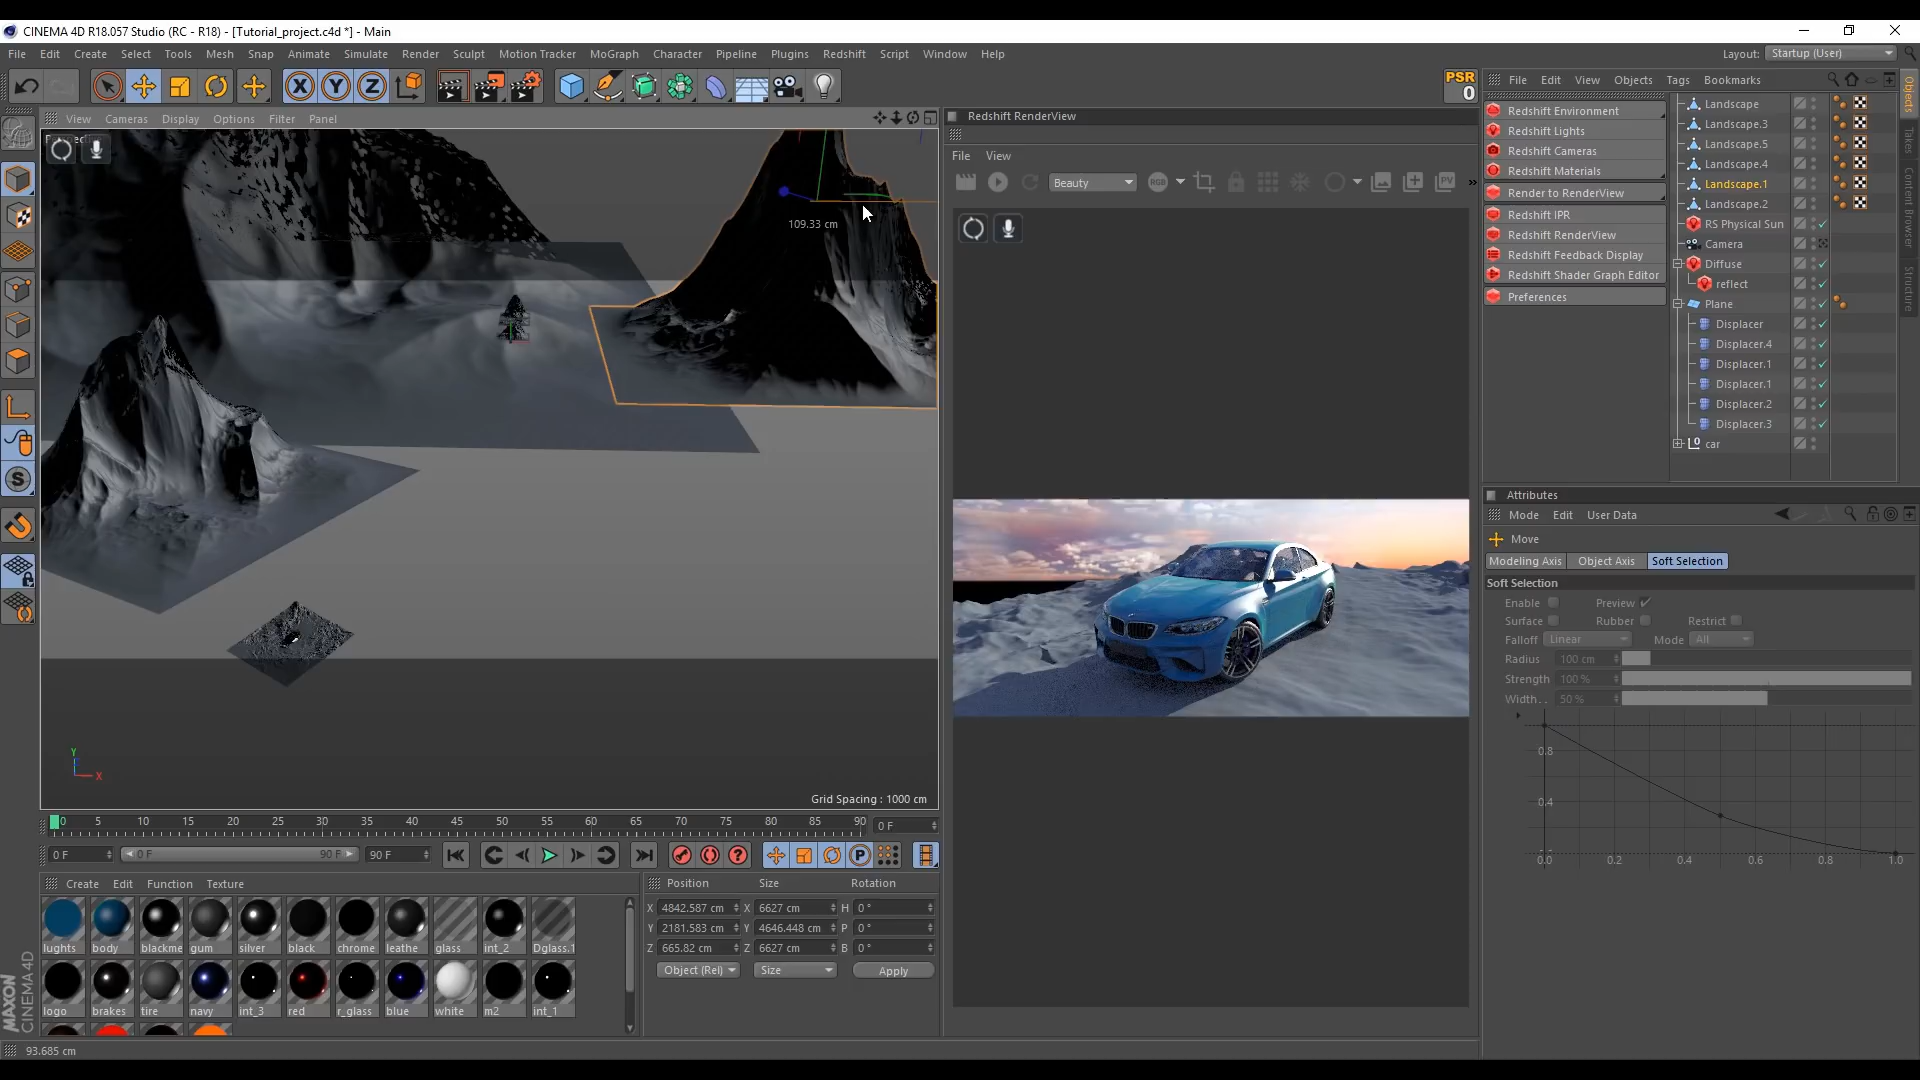 CINEMA 4D R18.057 Studio (RC - R18) - [Tutorial_project.c4d *] - Main
File Edit Create Select Tools Mesh Snap Animate Simulate Render Sculpt Motion Tracker MoGraph Character Pipeline Plugins Redshift Script Window Help
Layout: Startup (User)
PSR
0
View Cameras Display Options Filter Panel
109.33 cm
Y
X
Grid Spacing : 1000 cm
Redshift RenderView
File View
Beauty
RGB
PV
»
File Edit View Objects Tags Bookmarks
Redshift Environment
Redshift Lights
Redshift Cameras
Redshift Materials
Render to RenderView
Redshift IPR
Redshift RenderView
Redshift Feedback Display
Redshift Shader Graph Editor
Preferences
Landscape
Landscape.3
Landscape.5
Landscape.4
Landscape.1
Landscape.2
RS Physical Sun
Camera
Diffuse
reflect
Plane
Displacer
Displacer.4
Displacer.1
Displacer.1
Displacer.2
Displacer.3
car
Objects
Takes
Content Browser
Structure
Attributes
Mode Edit User Data
Move
Modeling Axis Object Axis Soft Selection
Soft Selection
Enable Preview
Surface Rubber Restrict
Falloff Linear Mode All
Radius 100 cm
Strength 100 %
Width. . 50 %
0.8
0.4
0.0 0.2 0.4 0.6 0.8 1.0
0 5 10 15 20 25 30 35 40 45 50 55 60 65 70 75 80 85 90 0 F
0 F 0 F 90 F 90 F
Create Edit Function Texture
lughts body blackme gum silver black chrome leathe glass int_2 Dglass.1
logo brakes tire navy int_3 red r_glass blue white m2 int_1
Position Size Rotation
X 4842.587 cm X 6627 cm H 0 °
Y 2181.583 cm Y 4646.448 cm P 0 °
Z 665.82 cm Z 6627 cm B 0 °
Object (Rel) Size Apply
MAXON
CINEMA 4D
93.685 cm